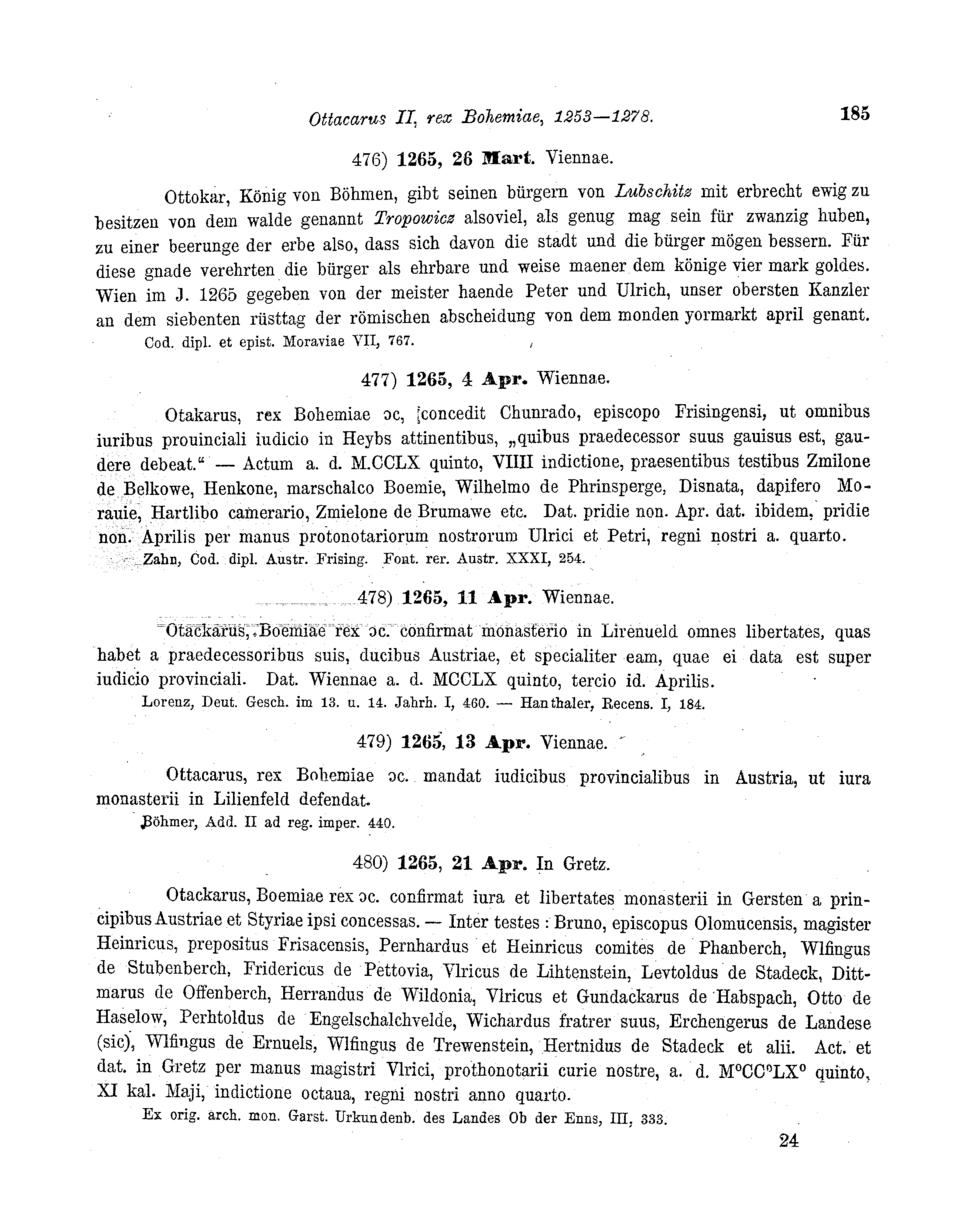 Ottacarus II, rex Bohemiae, 1253—1278.
185
476) 1265, 26 Mart. Viennae.
Ottokar, König von Böhmen, gibt seinen bürgern von Lubschitz mit erbrecht ewig zu
besitzen von dem walde genannt Tropowicz alsoviel, als genug mag sein für zwanzig huben,
zu einer beerunge der erbe also, dass sich davon die stadt und die bürger mögen bessern. Für
diese gnade verehrten die bürger als ehrbare und weise maener dem könige vier mark goldes.
Wien im J. 1265 gegeben von der meister haende Peter und Ulrich, unser obersten Kanzler
an dem siebenten rüsttag der römischen abscheidung von dem monden yormarkt april genant.
Cod. dipl. et epist. Moraviae VII, 767.
477) 1265, 4 Apr. Wiennae.
Otakarus, rex Bohemiae ɔc, [concedit Chunrado, episcopo Frisingensi, ut omnibus
iuribus prouinciali iudicio in Heybs attinentibus, „quibus praedecessor suus gauisus est, gau-
dere debeat.“ — Actum a. d. M.CCLX quinto, VIIII indictione, praesentibus testibus Zmilone
de Belkowe, Henkone, marschalco Boemie, Wilhelmo de Phrinsperge, Disnata, dapifero Mo-
rauie, Hartlibo camerario, Zmielone de Brumawe etc. Dat. pridie non. Apr. dat. ibidem, pridie
non. Aprilis per manus protonotariorum nostrorum Ulrici et Petri, regni nostri a. quarto.
Zahn, Cod. dipl. Austr. Frising. Font. rer. Austr. XXXI, 254.
478) 1265, 11 Apr. Wiennae.
Otackarus, Boemiae rex ɔc. confirmat monasterio in Lirenueld omnes libertates, quas
habet a praedecessoribus suis, ducibus Austriae, et specialiter eam, quae ei data est super
iudicio provinciali. Dat. Wiennae a. d. MCCLX quinto, tercio id. Aprilis.
Lorenz, Deut. Gesch. im 13. u. 14. Jahrh. I, 460. — Hanthaler, Recens. I, 184.
479) 1265, 13 Apr. Viennae.
Ottacarus, rex Bohemiae ɔc. mandat iudicibus provincialibus in Austria, ut iura
monasterii in Lilienfeld defendat.
Böhmer, Add. II ad reg. imper. 440.
480) 1265, 21 Apr. In Gretz.
Otackarus, Boemiae rex ɔc. confirmat iura et libertates monasterii in Gersten a prin-
cipibus Austriae et Styriae ipsi concessas. — Inter testes : Bruno, episcopus Olomucensis, magister
Heinricus, prepositus Frisacensis, Pernhardus et Heinricus comites de Phanberch, Wlfingus
de Stubenberch, Fridericus de Pettovia, Vlricus de Lihtenstein, Levtoldus de Stadeck, Ditt-
marus de Offenberch, Herrandus de Wildonia, Vlricus et Gundackarus de Habspach, Otto de
Haselow, Perhtoldus de Engelschalchvelde, Wichardus fratrer suus, Erchengerus de Landese
(sic), Wlfingus de Ernuels, Wlfingus de Trewenstein, Hertnidus de Stadeck et alii. Act. et
dat. in Gretz per manus magistri Vlrici, prothonotarii curie nostre, a. d. M⁰CC⁰LX⁰ quinto,
XI kal. Maji, indictione octaua, regni nostri anno quarto.
Ex orig. arch. mon. Garst. Urkundenb. des Landes Ob der Enns, III, 333.
24